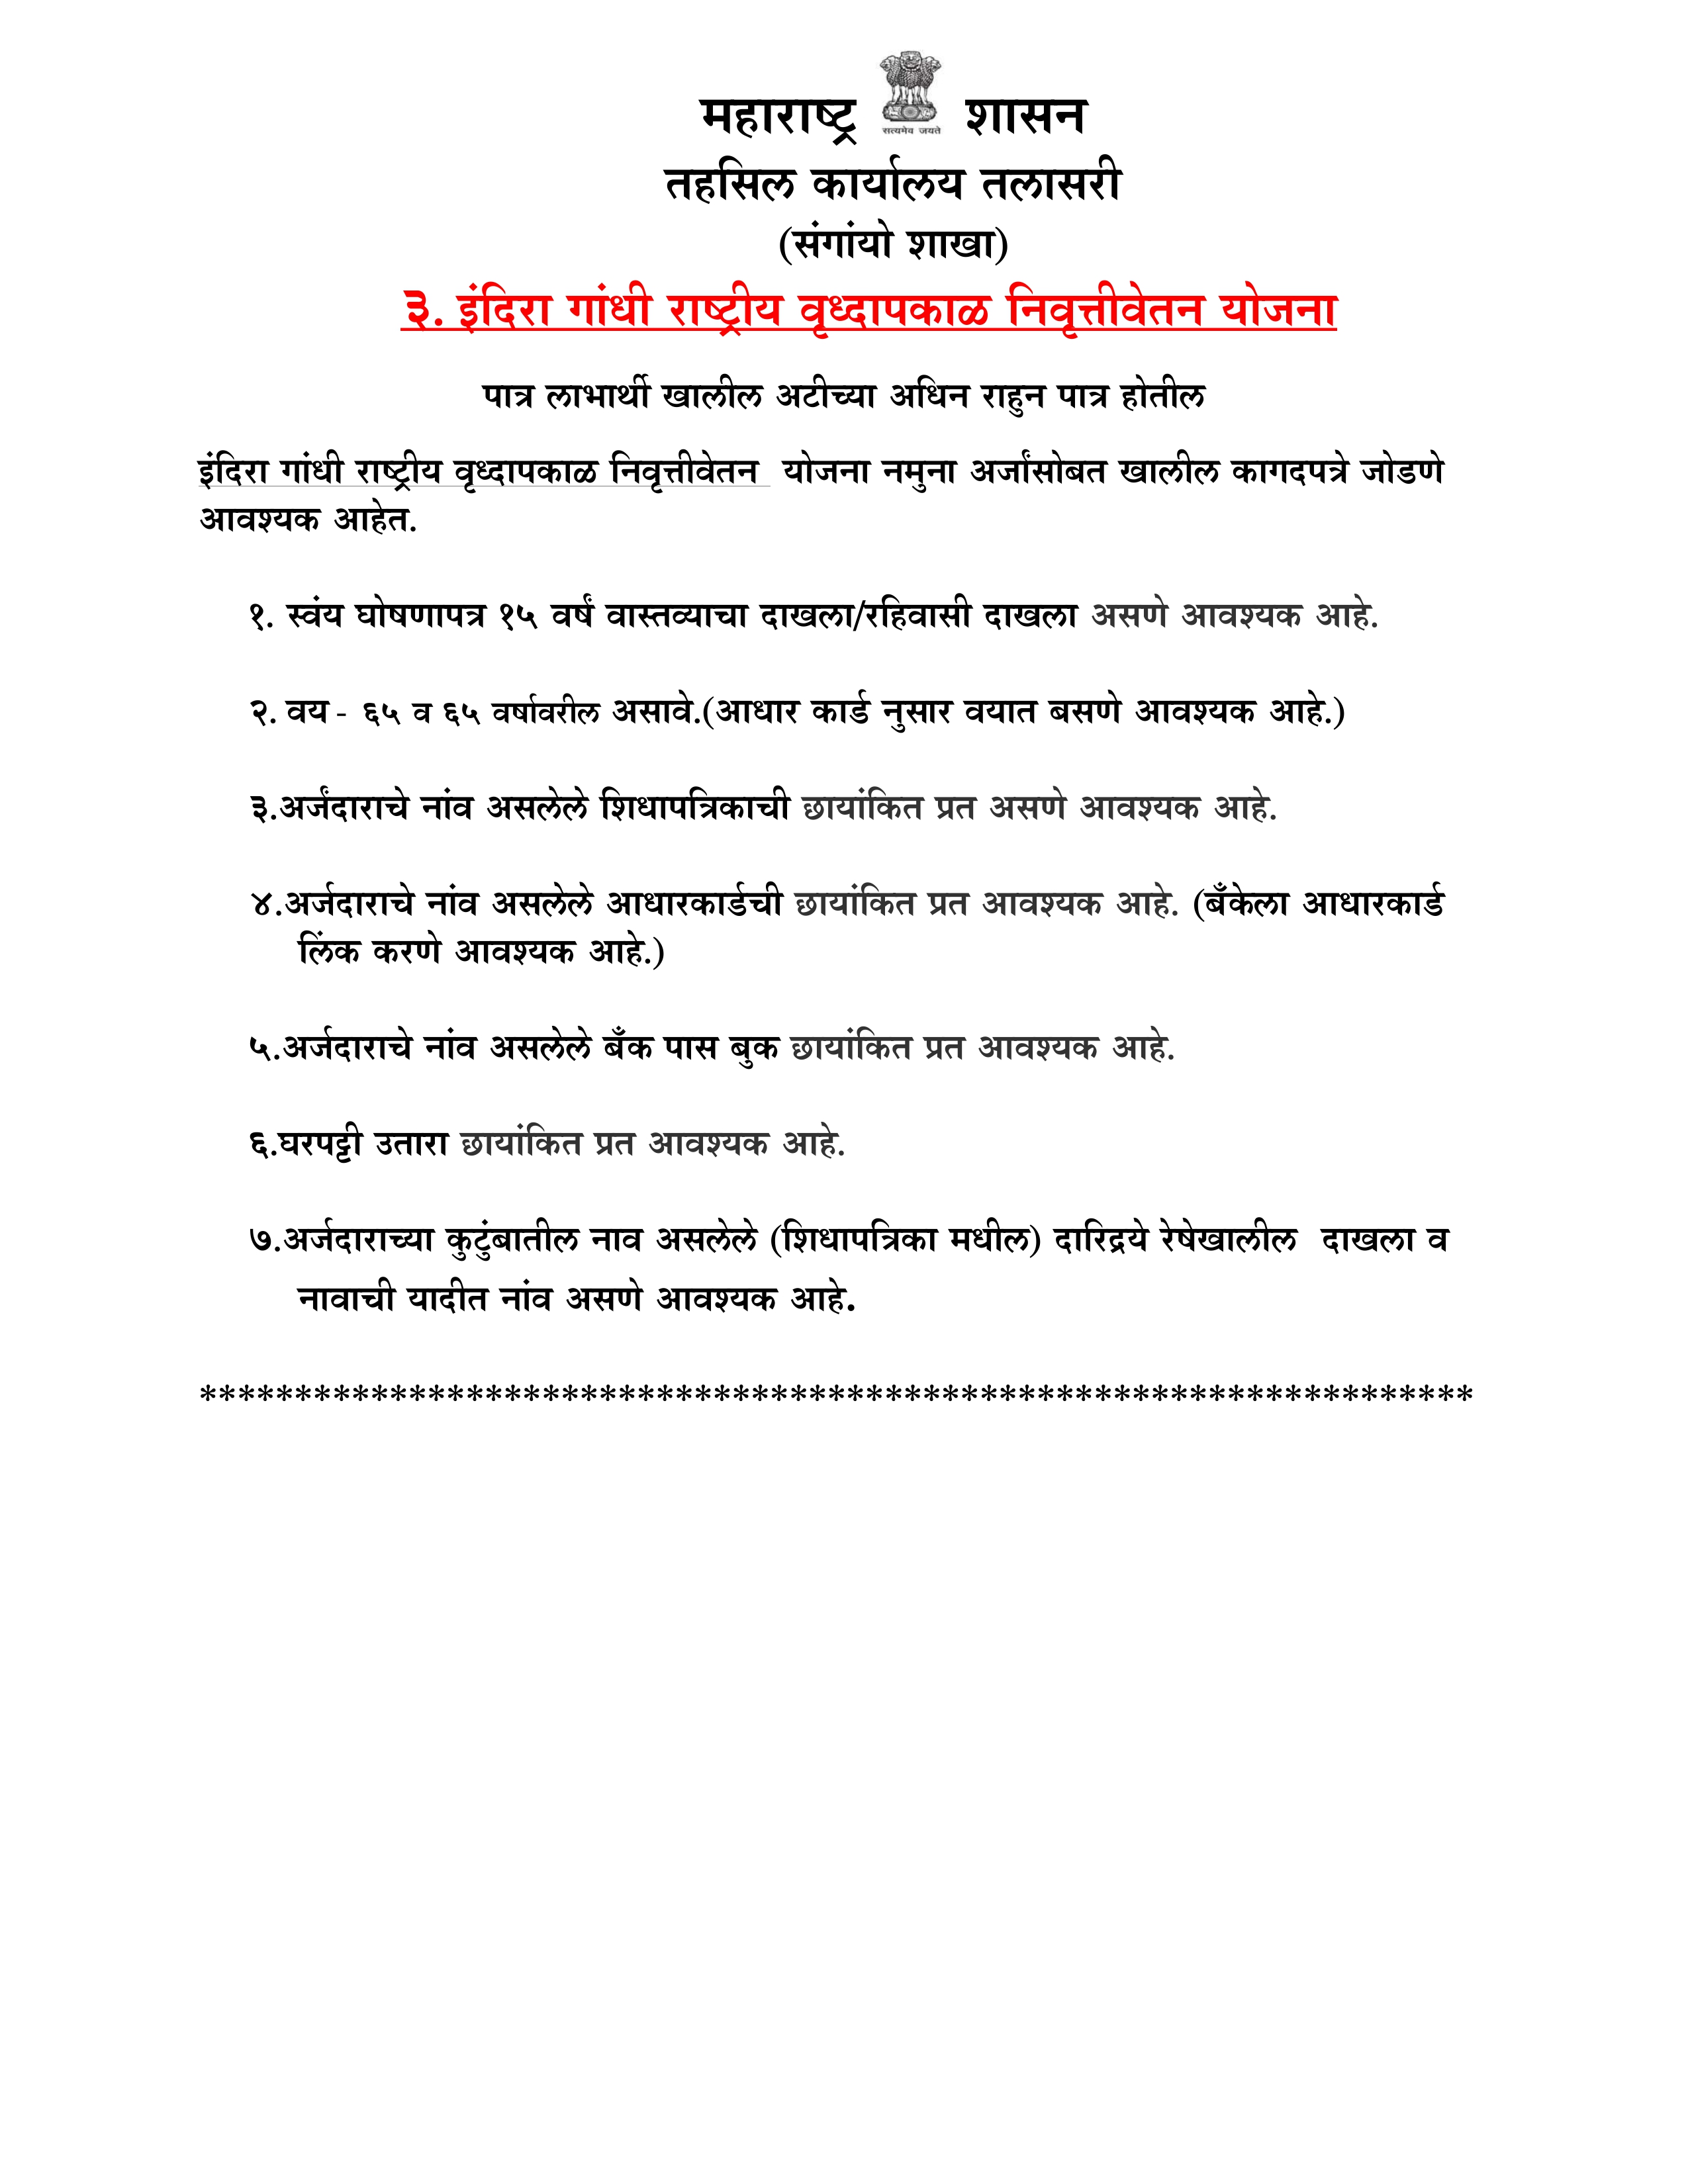 महाराष्ट्र शासन
सत्यमेव जयते
तहसिल कार्यालय तलासरी
(संगांयो शाखा)
३. इंदिरा गांधी राष्ट्रीय वृध्दापकाळ निवृत्तीवेतन योजना
पात्र लाभार्थी खालील अटीच्या अधिन राहुन पात्र होतील
इंदिरा गांधी राष्ट्रीय वृध्दापकाळ निवृत्तीवेतन योजना नमुना अर्जांसोबत खालील कागदपत्रे जोडणे
आवश्यक आहेत.
१. स्वंय घोषणापत्र १५ वर्षं वास्तव्याचा दाखला/रहिवासी दाखला असणे आवश्यक आहे.
२. वय - ६५ व ६५ वर्षावरील असावे.(आधार कार्ड नुसार वयात बसणे आवश्यक आहे.)
३.अर्जंदाराचे नांव असलेले शिधापत्रिकाची छायांकित प्रत असणे आवश्यक आहे.
४.अर्जदाराचे नांव असलेले आधारकार्डची छायांकित प्रत आवश्यक आहे. (बँकेला आधारकार्ड
लिंक करणे आवश्यक आहे.)
५.अर्जदाराचे नांव असलेले बँक पास बुक छायांकित प्रत आवश्यक आहे.
६.घरपट्टी उतारा छायांकित प्रत आवश्यक आहे.
७.अर्जदाराच्या कुटुंबातील नाव असलेले (शिधापत्रिका मधील) दारिद्रये रेषेखालील दाखला व
नावाची यादीत नांव असणे आवश्यक आहे.
*******************************************************************